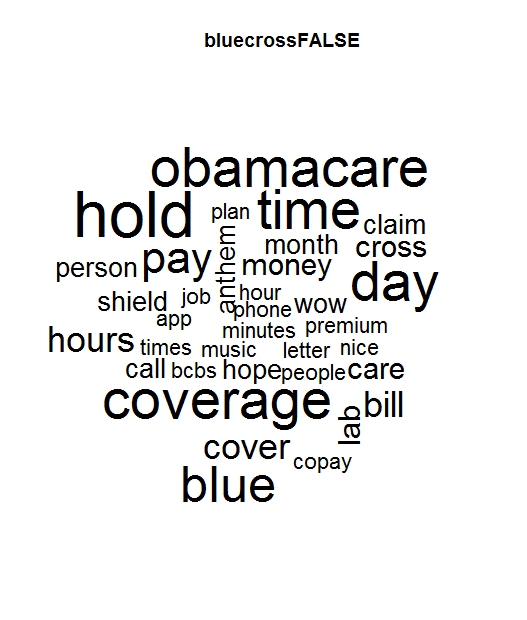 bluecrossFALSE
obamacare
hold plan time claim
month cross
person pay anthem money day
shield job hour
app phone wow
hours minutes premium
times music letter nice
call bcbs hope people care
coverage lab bill
cover copay
blue